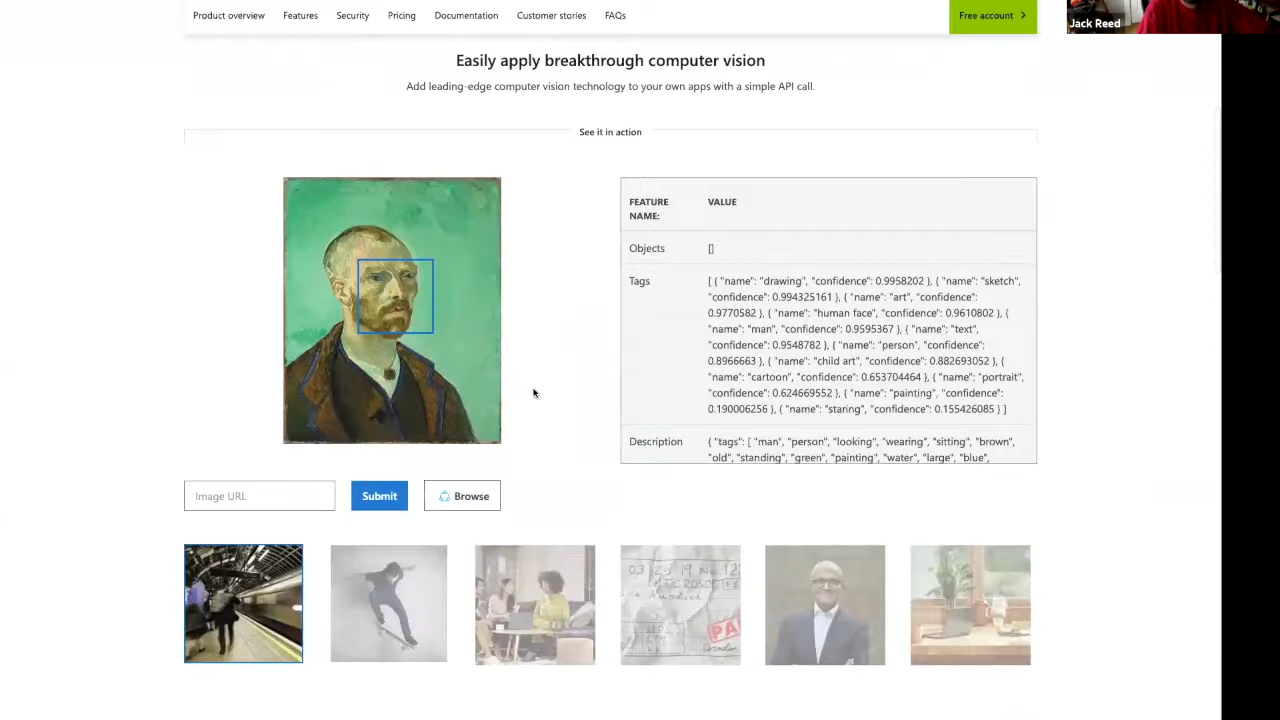 Product overview Features Security Pricing Documentation Customer stories FAQs Free account
Jack Reed
Easily apply breakthrough computer vision
Add leading-edge computer vision technology to your own apps with a simple API call.
See it in action
FEATURE NAME: VALUE
Objects []
Tags [ { "name": "drawing", "confidence": 0.9958202 }, { "name": "sketch",
"confidence": 0.994325161 }, { "name": "art", "confidence":
0.9770582 }, { "name": "human face", "confidence": 0.9610802 }, {
"name": "man", "confidence": 0.9595367 }, { "name": "text",
"confidence": 0.9548782 }, { "name": "person", "confidence":
0.8966663 }, { "name": "child art", "confidence": 0.882693052 }, {
"name": "cartoon", "confidence": 0.653704464 }, { "name": "portrait",
"confidence": 0.624669552 }, { "name": "painting", "confidence":
0.190006256 }, { "name": "staring", "confidence": 0.155426085 } ]
Description { "tags": [ "man", "person", "looking", "wearing", "sitting", "brown",
"old", "standing", "green", "painting", "water", "large", "blue",
Image URL Submit Browse